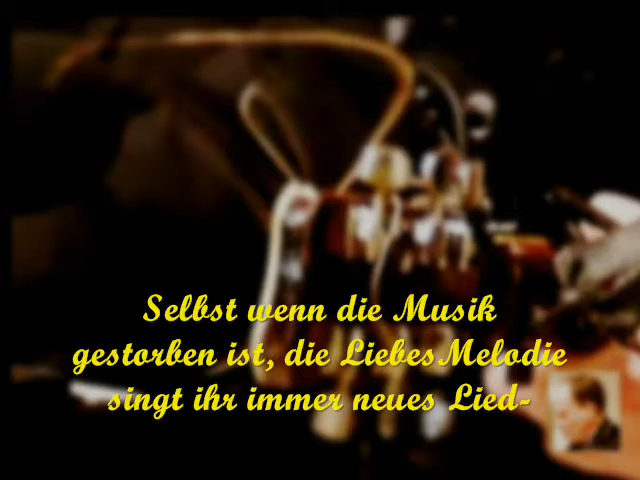 Selbst wenn die Musik
gestorben ist, die LiebesMelodie
singt ihr immer neues Lied-